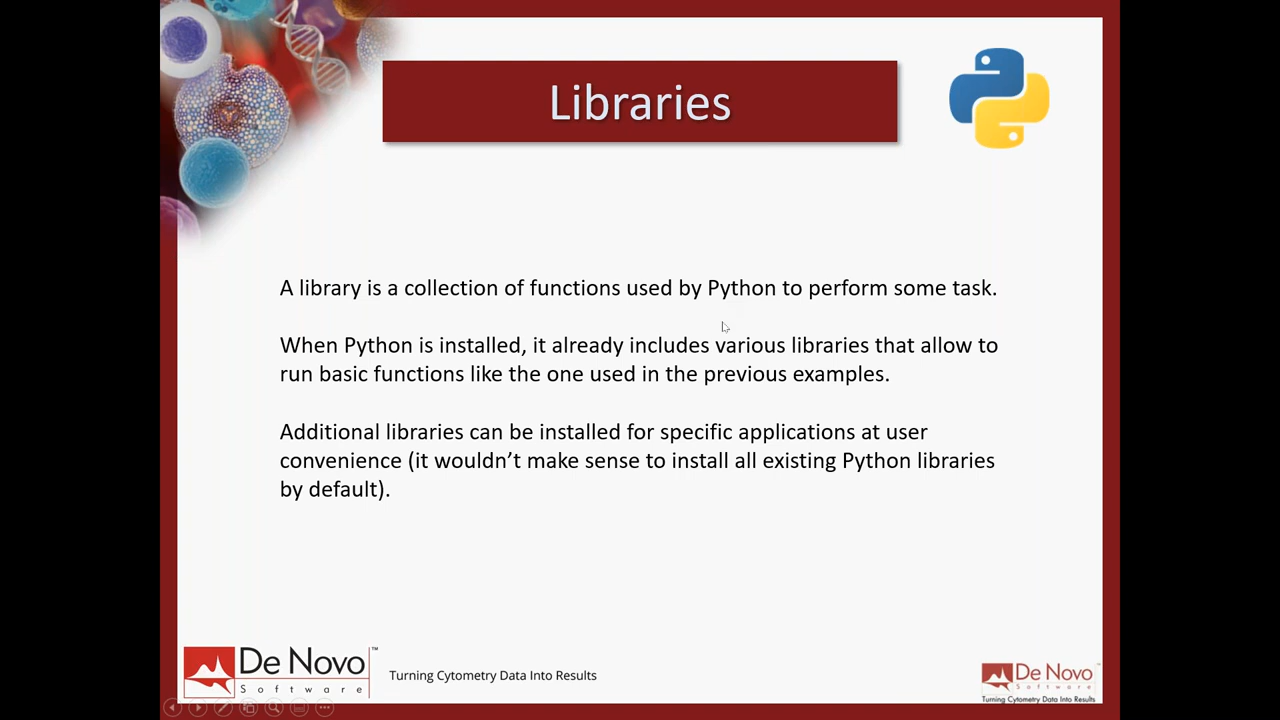 Libraries
A library is a collection of functions used by Python to perform some task.
When Python is installed, it already includes various libraries that allow to
run basic functions like the one used in the previous examples.
Additional libraries can be installed for specific applications at user
convenience (it wouldn’t make sense to install all existing Python libraries
by default).
De Novo™
Software
Turning Cytometry Data Into Results
De Novo
Software
Turning Cytometry Data Into Results